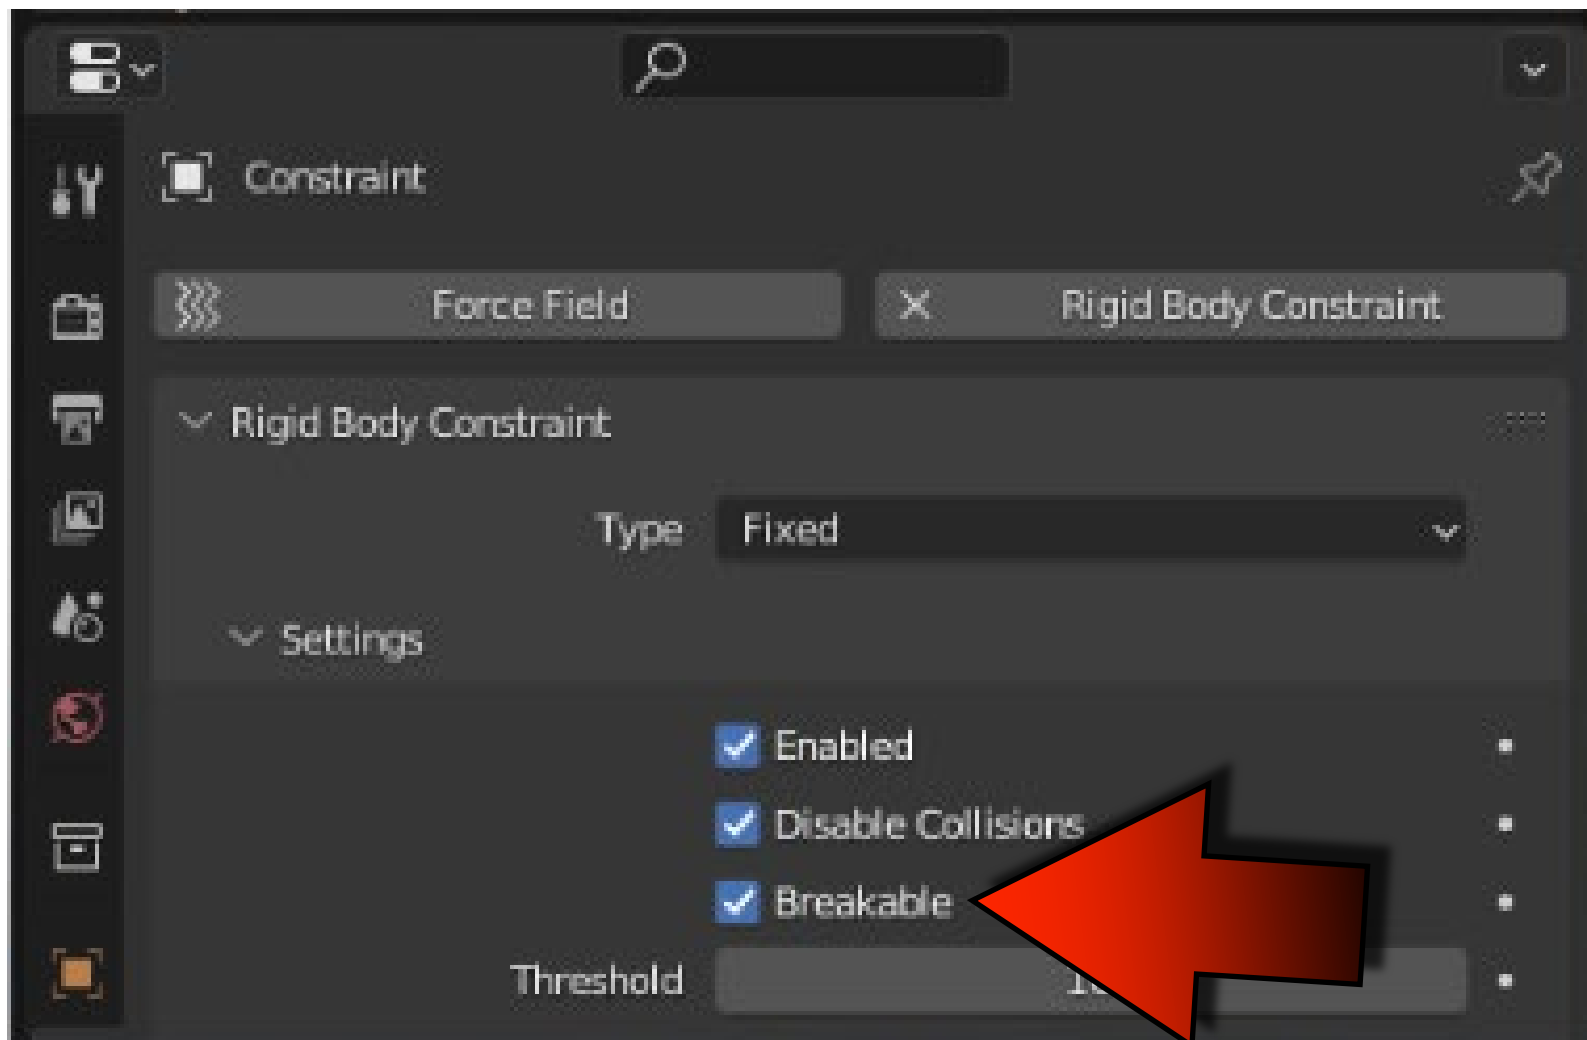 Constraint
Force Field
Rigid Body Constraint
Rigid Body Constraint
Type Fixed
Settings
Enabled
Disable Collisions
Breakable
Threshold